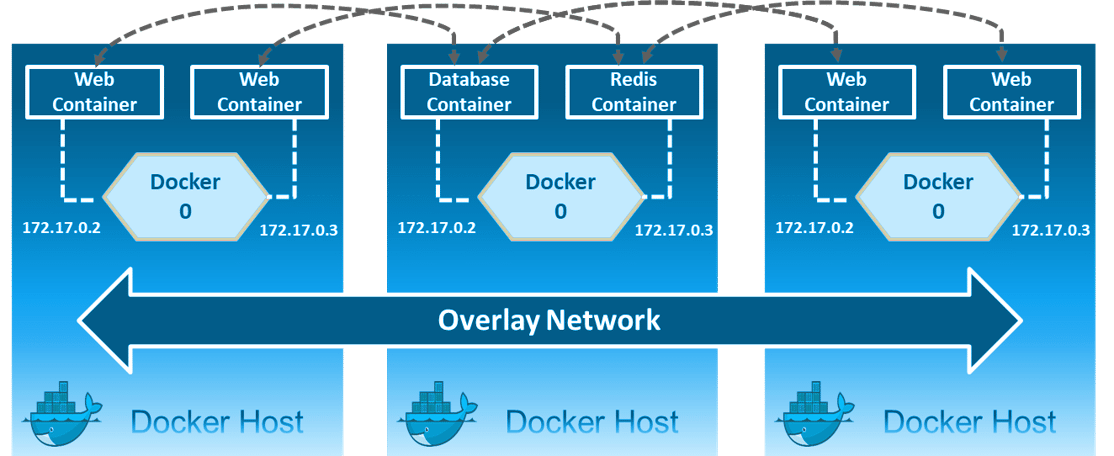 Web
Container
Web
Container
Docker
0
172.17.0.2
172.17.0.3
Docker Host
Database
Container
Redis
Container
Docker
0
172.17.0.2
172.17.0.3
Docker Host
Web
Container
Web
Container
Docker
0
172.17.0.2
172.17.0.3
Docker Host
Overlay Network